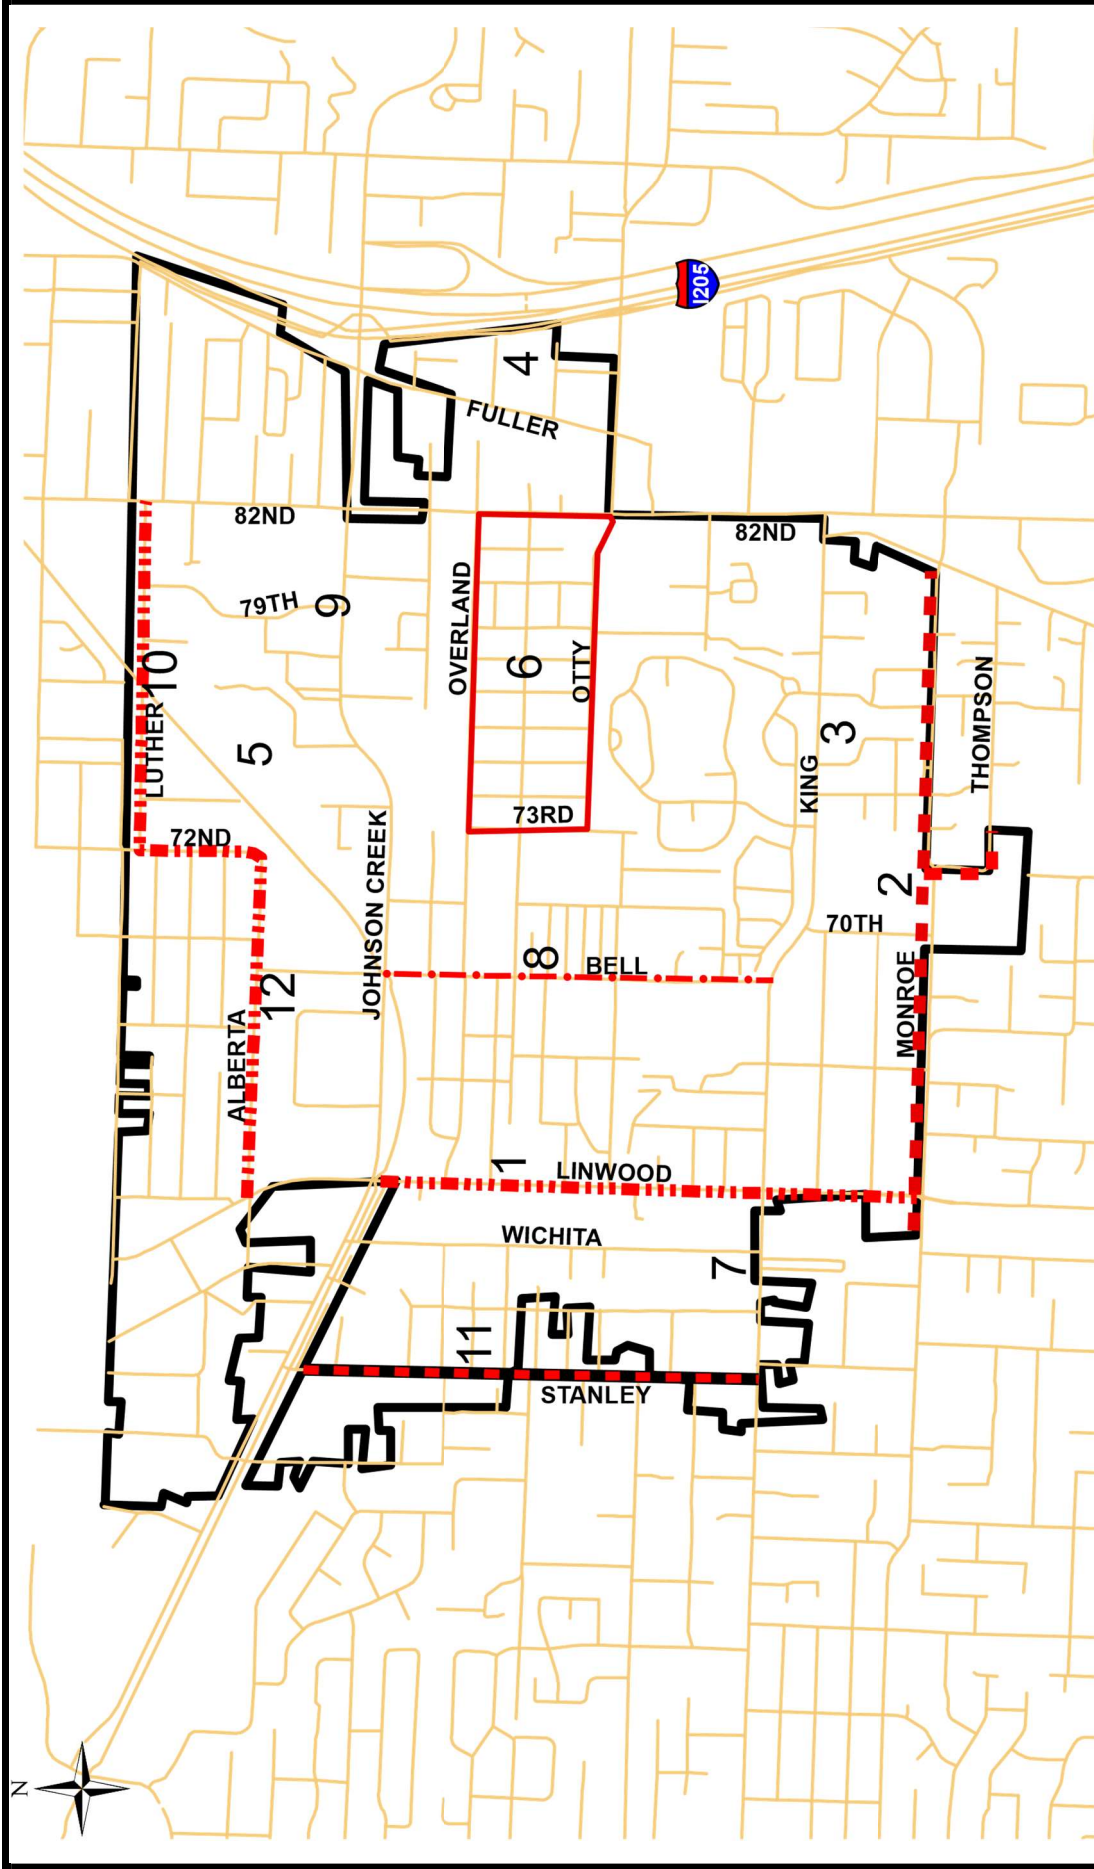 I205
4
FULLER
82ND
82ND
79TH
9
OVERLAND
6
OTTY
10
LUTHER
5
3
THOMPSON
KING
73RD
72ND
JOHNSON CREEK
2
70TH
8
BELL
12
ALBERTA
MONROE
1
LINWOOD
WICHITA
7
11
STANLEY
N